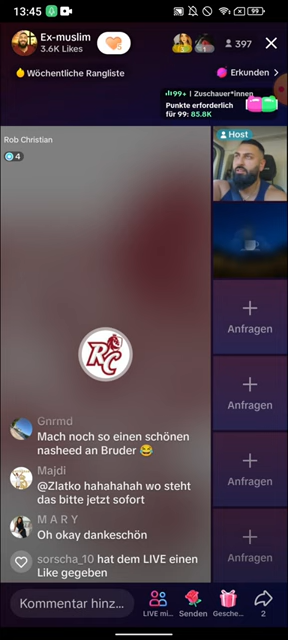 13:45
99
Ex-muslim
3.6K Likes
397
Wöchentliche Rangliste
Erkunden
99+ | Zuschauer*innen
Punkte erforderlich
für 99: 85.8K
Rob Christian
4
Host
RC
Anfragen
Anfragen
Anfragen
Anfragen
Gnrmd
Mach noch so einen schönen
nasheed an Bruder 😂
Majdi
@Zlatko hahahahah wo steht
das bitte jetzt sofort
M A R Y
Oh okay dankeschön
sorscha_10 hat dem LIVE einen
Like gegeben
Kommentar hinz...
LIVE mi...
Senden
Gesche...
2